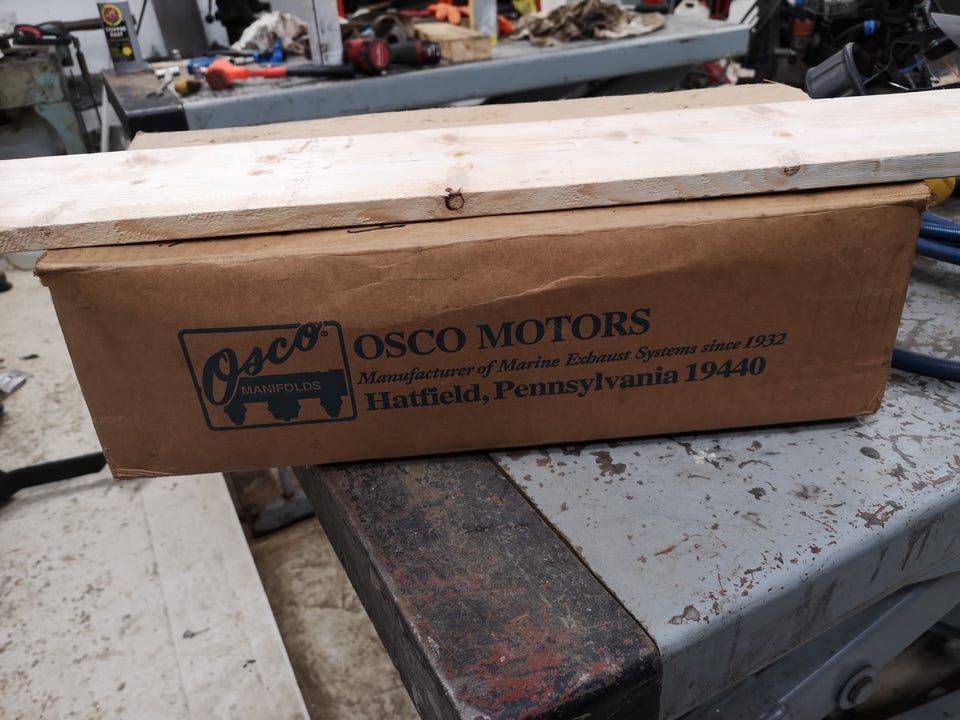 Osco
MANIFOLDS
OSCO MOTORS
Manufacturer of Marine Exhaust Systems since 1932
Hatfield, Pennsylvania 19440